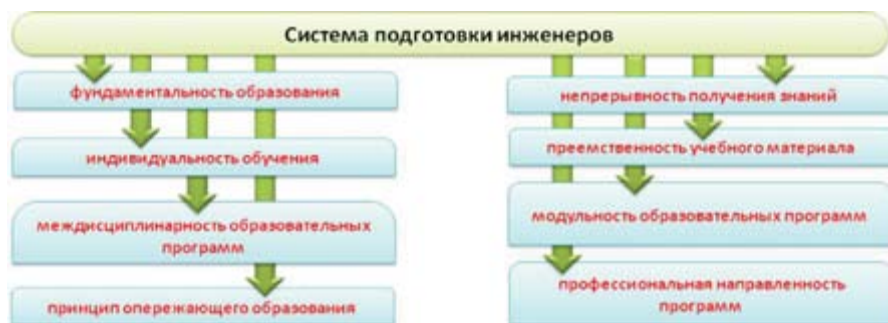 Система подготовки инженеров
фундаментальность образования
индивидуальность обучения
междисциплинарность образовательных
программ
принцип опережающего образования
непрерывность получения знаний
преемственность учебного материала
модульность образовательных программ
профессиональная направленность
программ